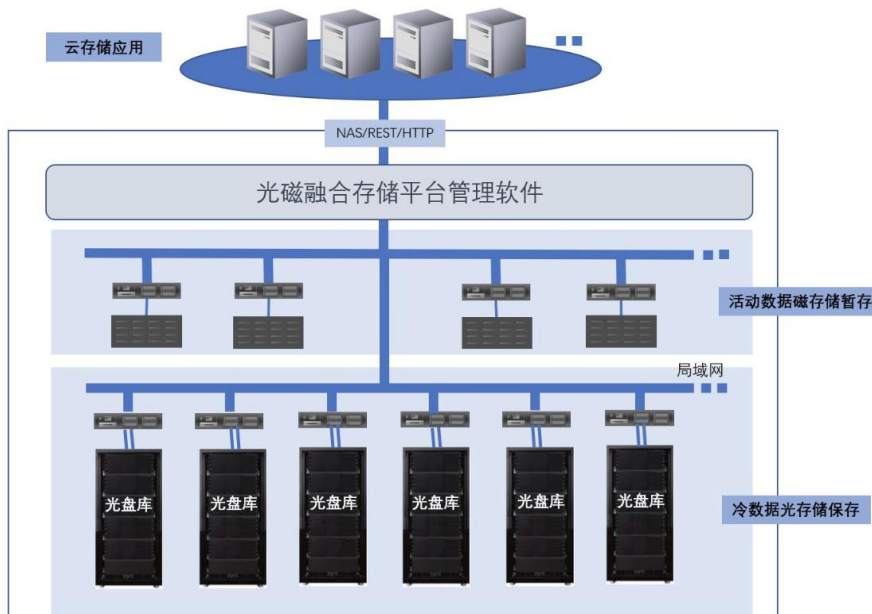 云存储应用
NAS/REST/HTTP
光磁融合存储平台管理软件
活动数据磁存储暂存
局域网
光盘库
光盘库
光盘库
光盘库
光盘库
光盘库
冷数据光存储保存